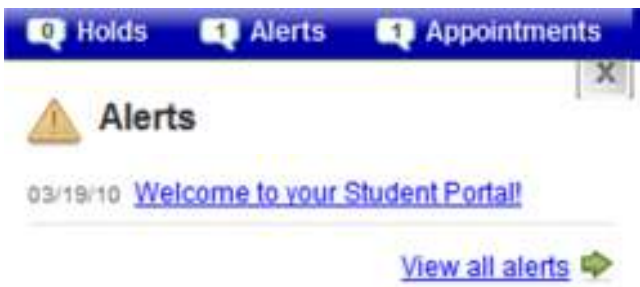 0 Holds 1 Alerts 1 Appointments
X
Alerts
03/19/10 Welcome to your Student Portal!
View all alerts